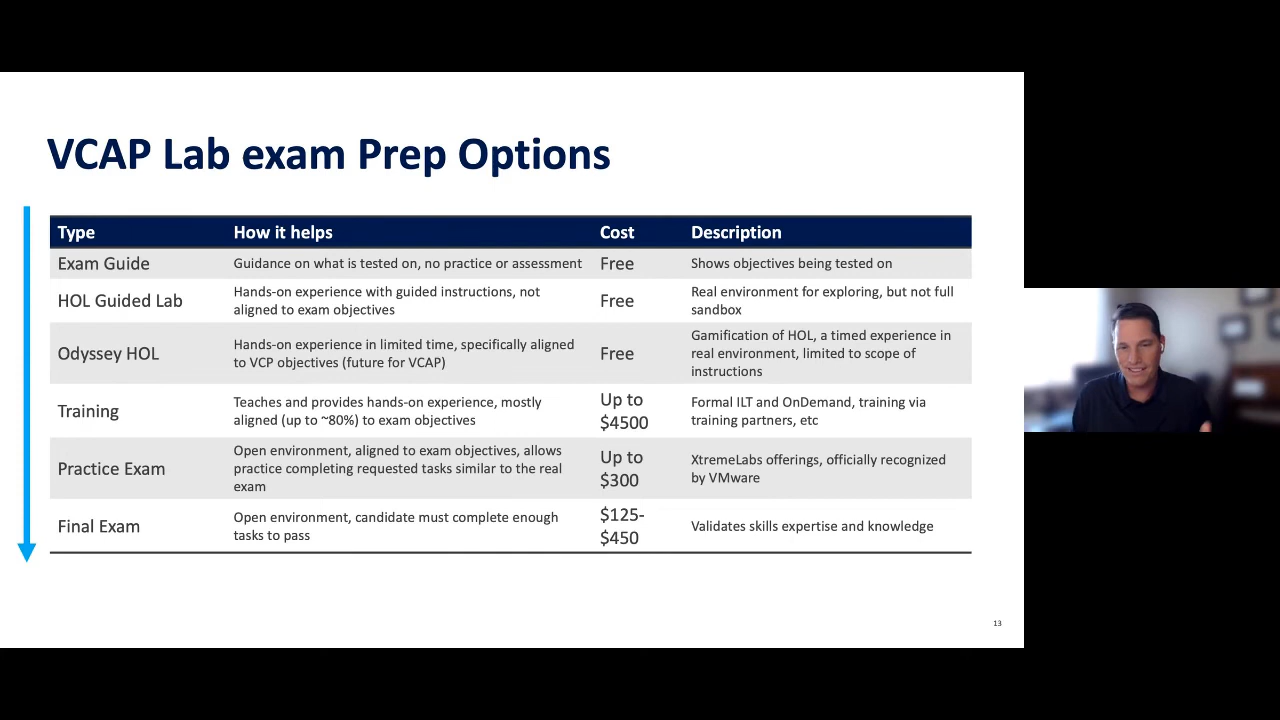 VCAP Lab exam Prep Options
Type How it helps Cost Description
Exam Guide Guidance on what is tested on, no practice or assessment Free Shows objectives being tested on
HOL Guided Lab Hands-on experience with guided instructions, not
aligned to exam objectives Free Real environment for exploring, but not full
sandbox
Odyssey HOL Hands-on experience in limited time, specifically aligned
to VCP objectives (future for VCAP) Free Gamification of HOL, a timed experience in
real environment, limited to scope of
instructions
Training Teaches and provides hands-on experience, mostly
aligned (up to ~80%) to exam objectives Up to
$4500 Formal ILT and OnDemand, training via
training partners, etc
Practice Exam Open environment, aligned to exam objectives, allows
practice completing requested tasks similar to the real
exam Up to
$300 XtremeLabs offerings, officially recognized
by VMware
Final Exam Open environment, candidate must complete enough
tasks to pass $125-
$450 Validates skills expertise and knowledge
13